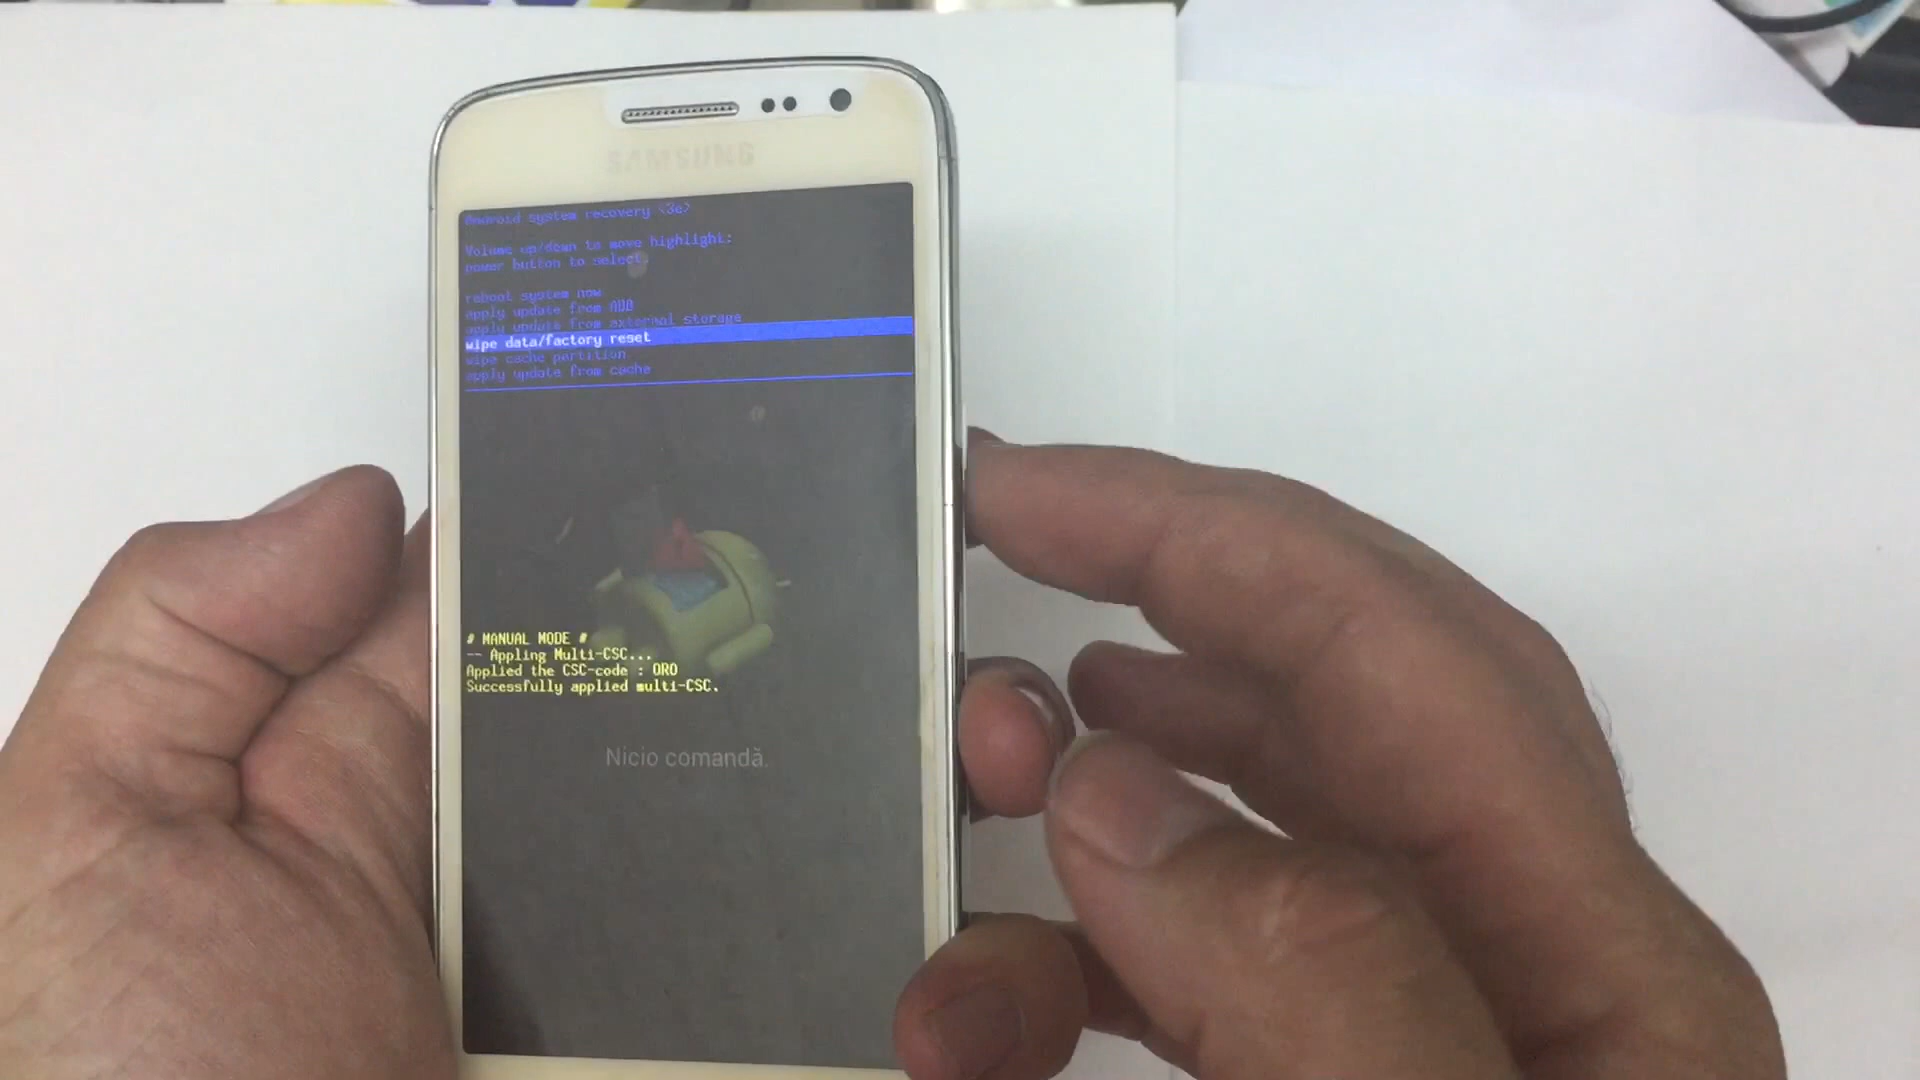 SAMSUNG
Android system recovery <3e>
Volume up/down to move highlight;
power button to select.
reboot system now
apply update from ADB
apply update from external storage
wipe data/factory reset
wipe cache partition
apply update from cache
# MANUAL MODE #
-- Appling Multi-CSC...
Applied the CSC-code : ORO
Successfully applied multi-CSC.
Nicio comandă.